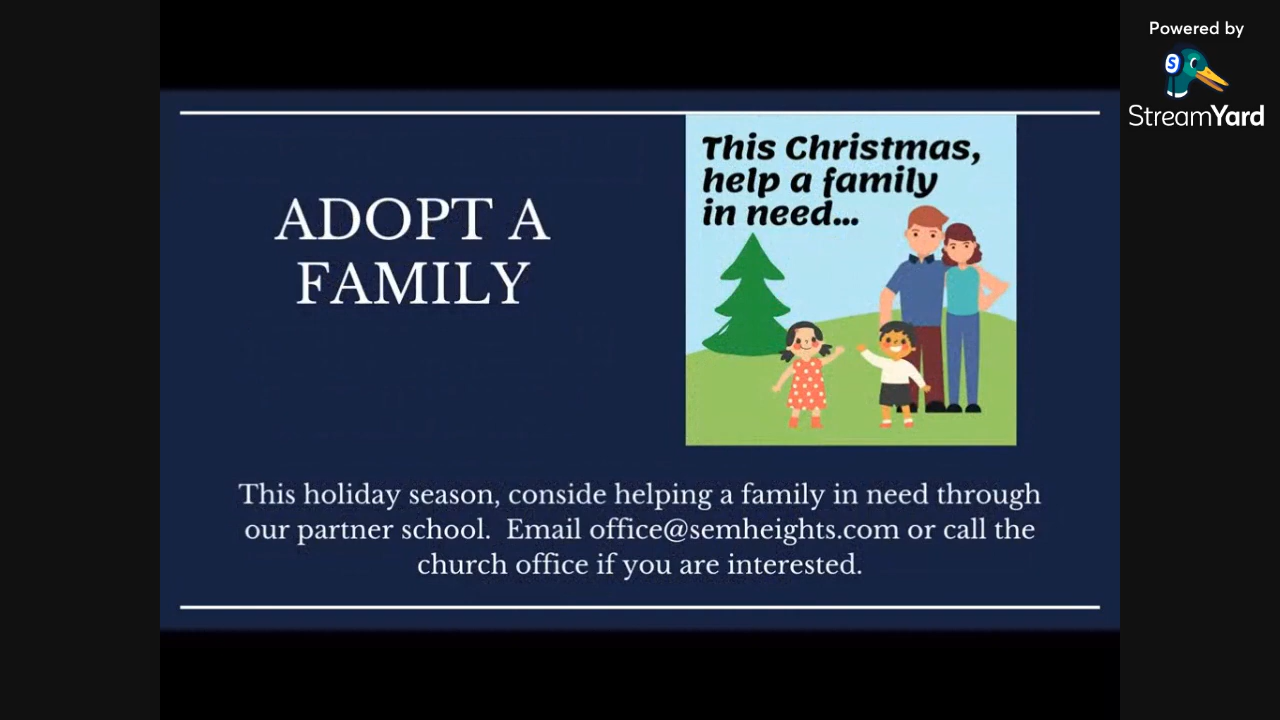 Powered by
StreamYard
This Christmas,
help a family
in need...
ADOPT A
FAMILY
This holiday season, conside helping a family in need through
our partner school.  Email office@semheights.com or call the
church office if you are interested.